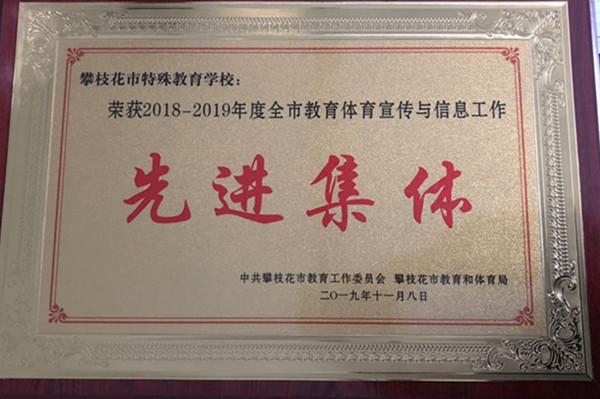 攀枝花市特殊教育学校：
荣获2018-2019年度全市教育体育宣传与信息工作
先进集体
中共攀枝花市教育工作委员会 攀枝花市教育和体育局
二〇一九年十一月八日